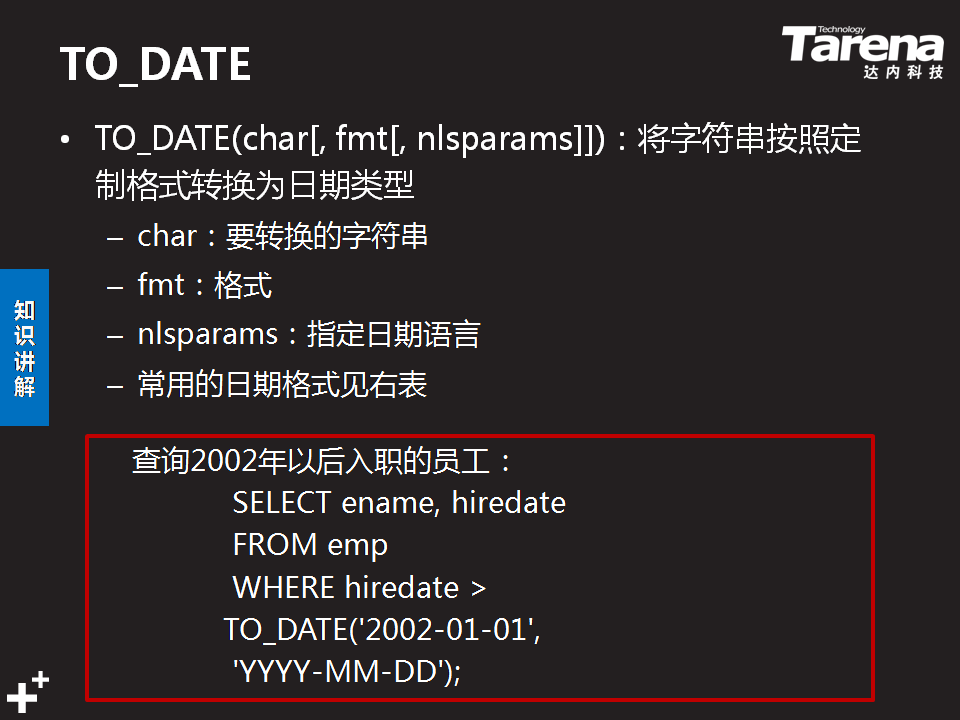 TO_DATE
Technology
Tarena
达内科技
• TO_DATE(char[, fmt[, nlsparams]])：将字符串按照定
制格式转换为日期类型
– char：要转换的字符串
– fmt：格式
– nlsparams：指定日期语言
– 常用的日期格式见右表
知识讲解
查询2002年以后入职的员工：
SELECT ename, hiredate
FROM emp
WHERE hiredate >
TO_DATE('2002-01-01',
'YYYY-MM-DD');